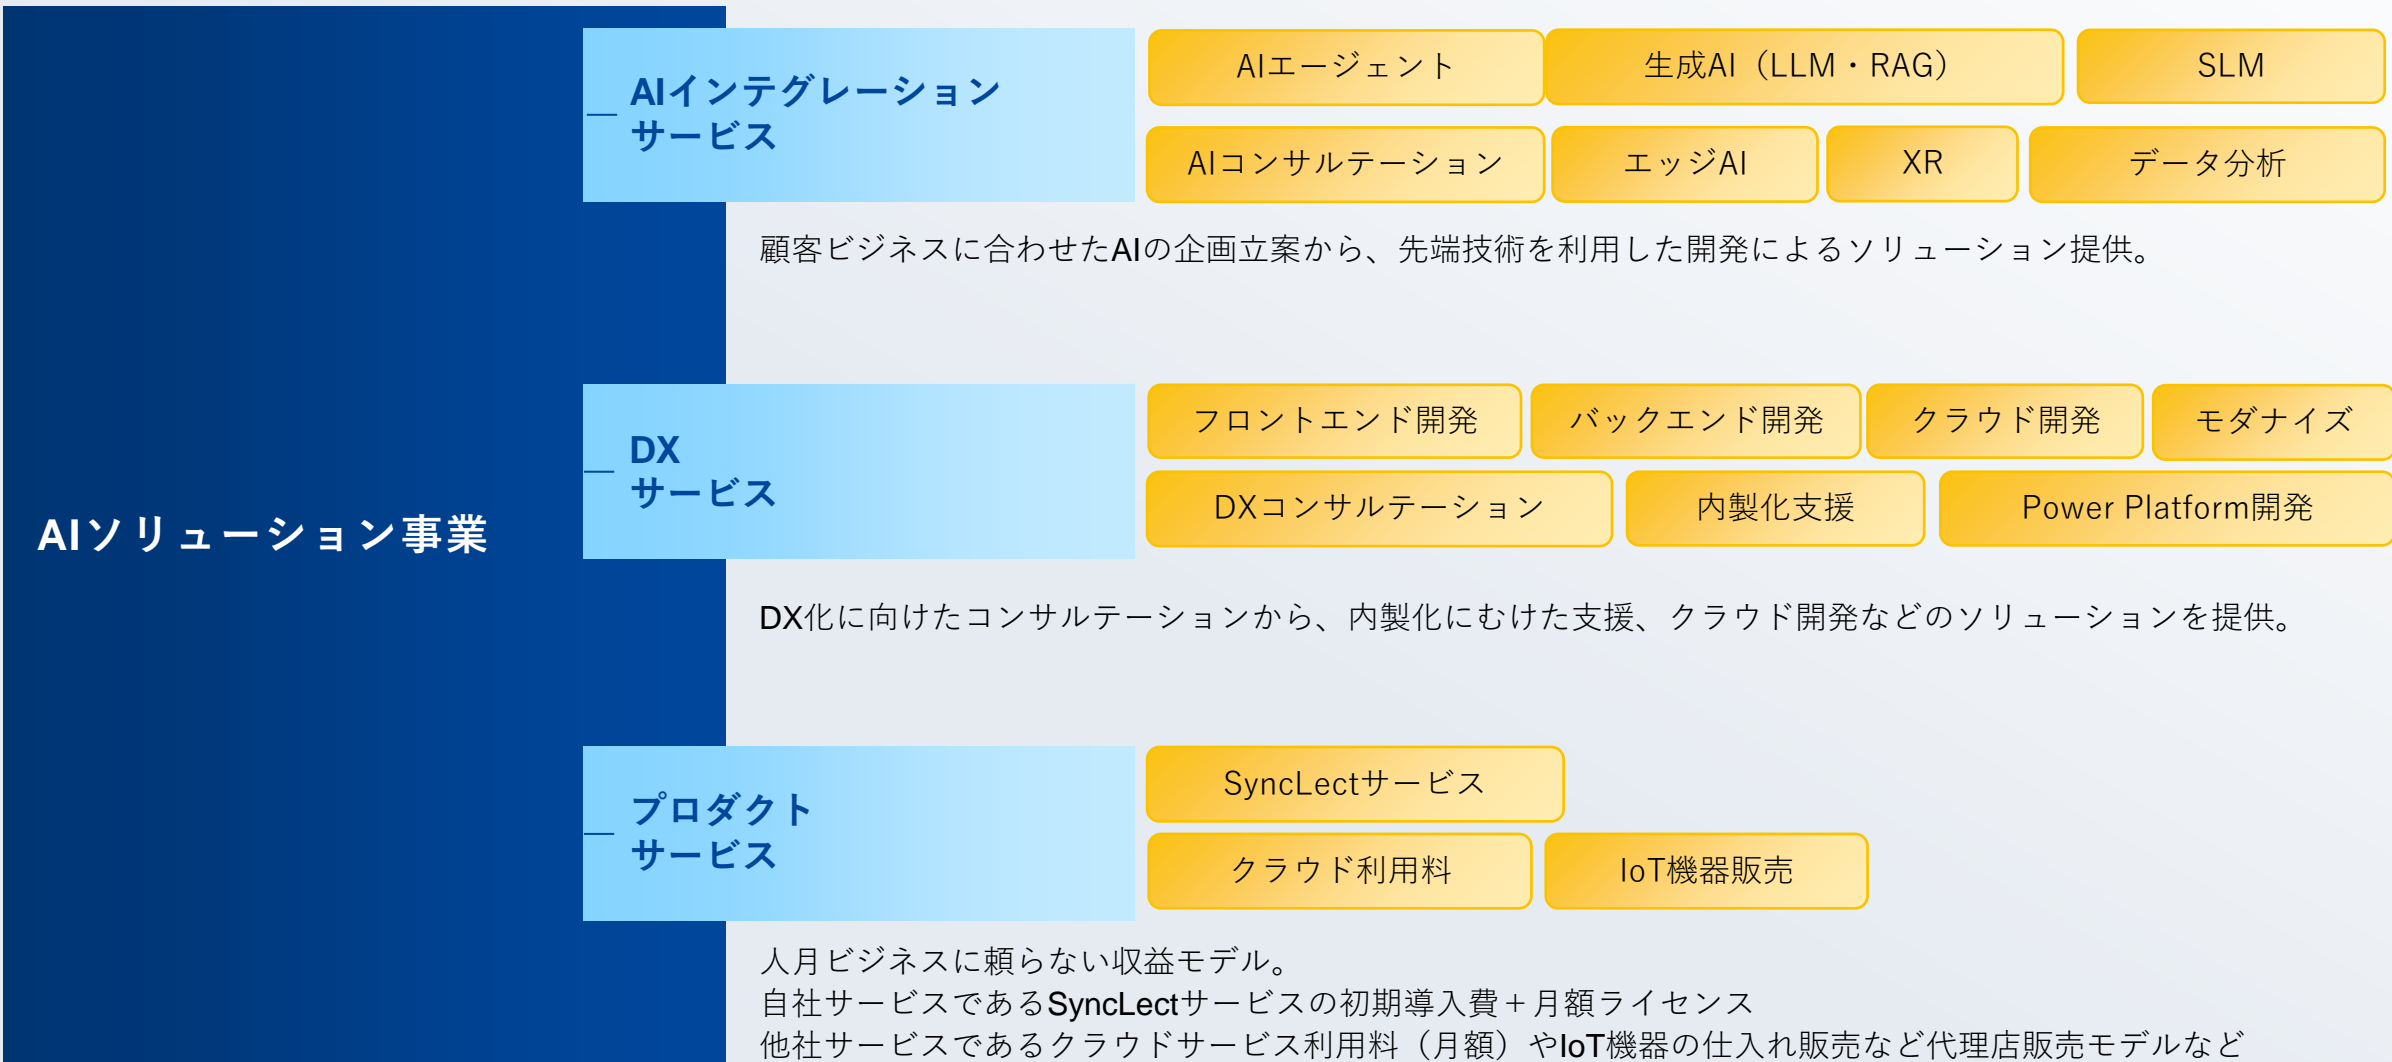 AIソリューション事業
AIインテグレーション
サービス
AIエージェント
生成AI（LLM・RAG）
SLM
AIコンサルテーション
エッジAI
XR
データ分析
顧客ビジネスに合わせたAIの企画立案から、先端技術を利用した開発によるソリューション提供。
DX
サービス
フロントエンド開発
バックエンド開発
クラウド開発
モダナイズ
DXコンサルテーション
内製化支援
Power Platform開発
DX化に向けたコンサルテーションから、内製化にむけた支援、クラウド開発などのソリューションを提供。
プロダクト
サービス
SyncLectサービス
クラウド利用料
IoT機器販売
人月ビジネスに頼らない収益モデル。
自社サービスであるSyncLectサービスの初期導入費＋月額ライセンス
他社サービスであるクラウドサービス利用料（月額）やIoT機器の仕入れ販売など代理店販売モデルなど